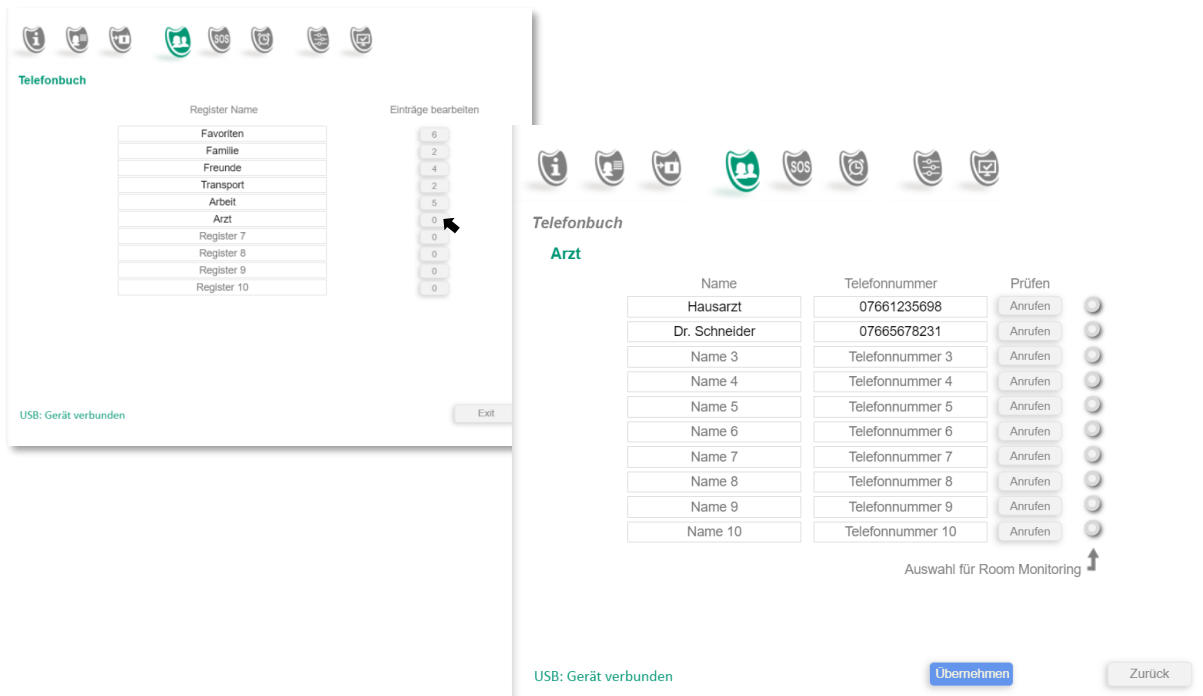 SOS
Telefonbuch
Register Name Einträge bearbeiten
Favoriten 6
Familie 2
Freunde 4
Transport 2
Arbeit 5
Arzt 0
Register 7 0
Register 8 0
Register 9 0
Register 10 0
USB: Gerät verbunden Exit
SOS
Telefonbuch
Arzt
Name Telefonnummer Prüfen
Hausarzt 07661235698 Anrufen
Dr. Schneider 07665678231 Anrufen
Name 3 Telefonnummer 3 Anrufen
Name 4 Telefonnummer 4 Anrufen
Name 5 Telefonnummer 5 Anrufen
Name 6 Telefonnummer 6 Anrufen
Name 7 Telefonnummer 7 Anrufen
Name 8 Telefonnummer 8 Anrufen
Name 9 Telefonnummer 9 Anrufen
Name 10 Telefonnummer 10 Anrufen
Auswahl für Room Monitoring
USB: Gerät verbunden Übernehmen Zurück